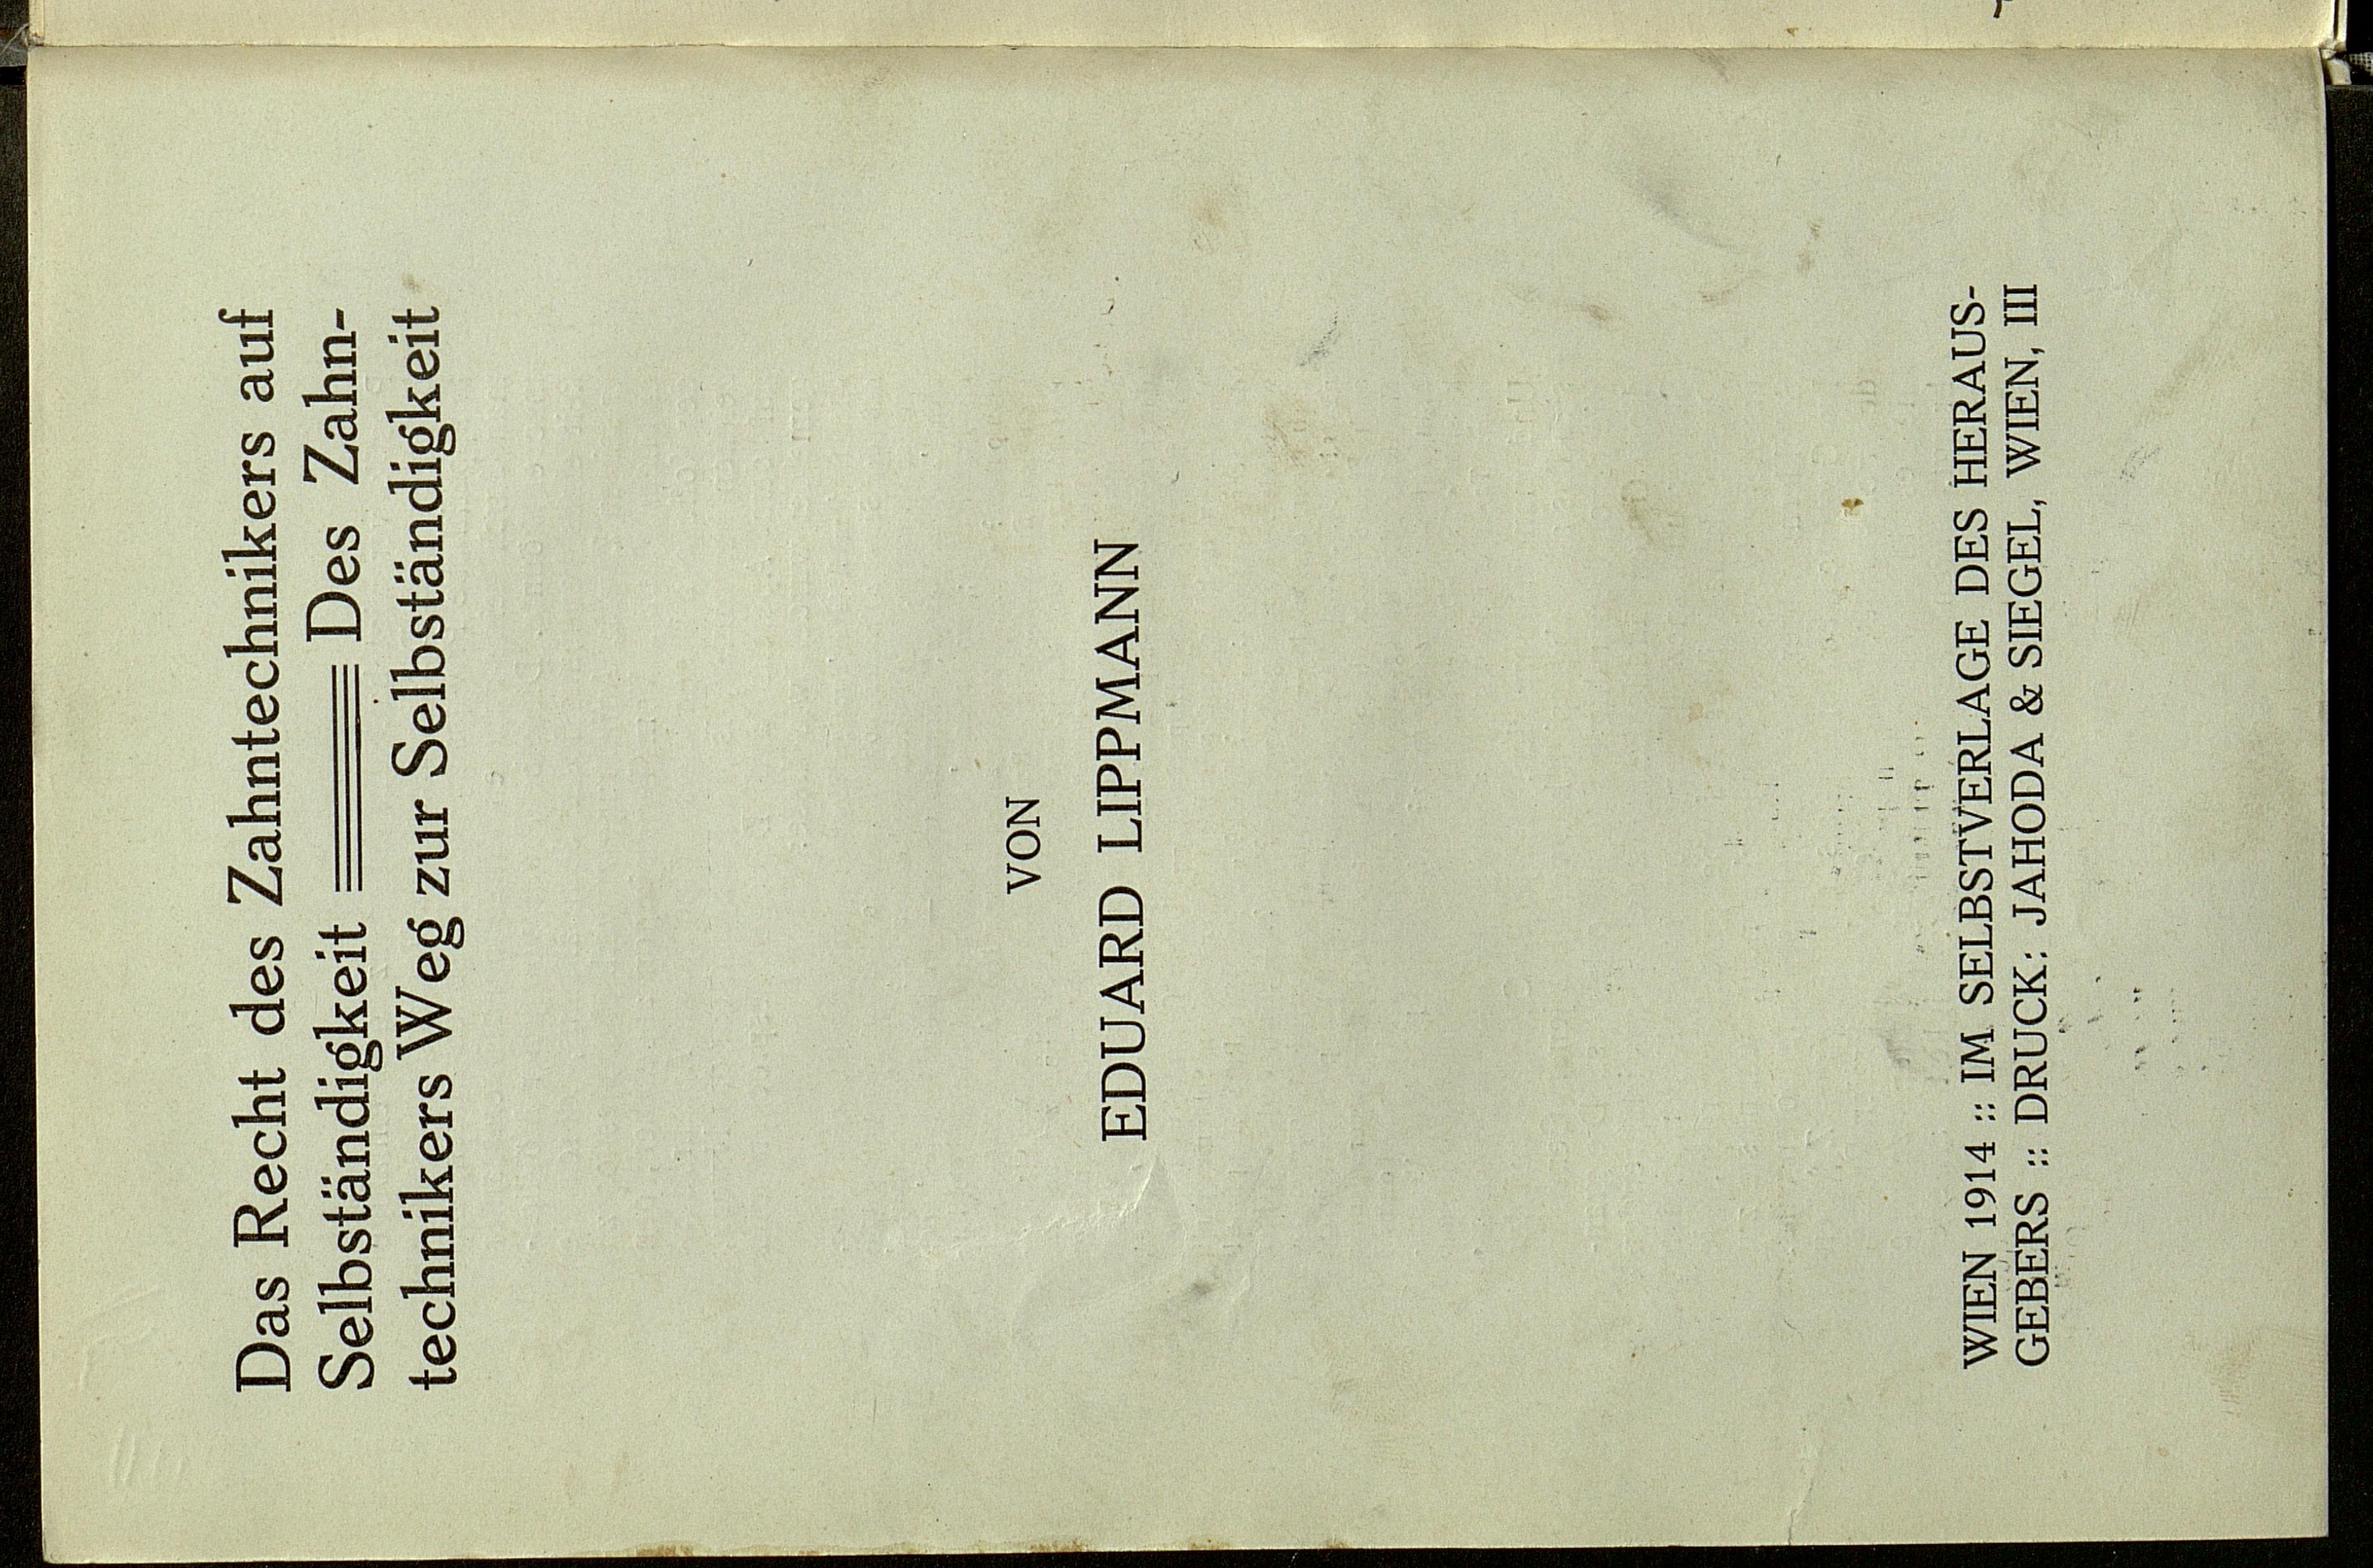 Das Recht des Zahntechnikers auf
Selbständigkeit ═══ Des Zahn-
technikers Weg zur Selbständigkeit
VON
EDUARD LIPPMANN
WIEN 1914 :: IM SELBSTVERLAGE DES HERAUS-
GEBERS :: DRUCK: JAHODA & SIEGEL, WIEN, III